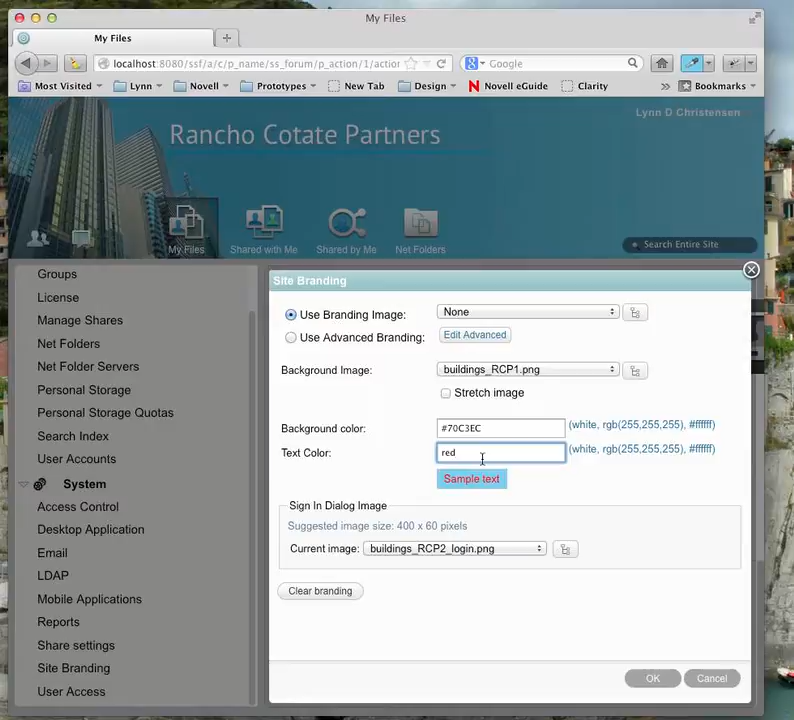 My Files
My Files
localhost:8080/ssf/a/c/p_name/ss_forum/p_action/1/action
Google
Most Visited Lynn Novell Prototypes New Tab Design Novell eGuide Clarity » Bookmarks
Lynn D Christensen
Rancho Cotate Partners
My Files Shared with Me Shared by Me Net Folders
Search Entire Site
Groups
License
Manage Shares
Net Folders
Net Folder Servers
Personal Storage
Personal Storage Quotas
Search Index
User Accounts
System
Access Control
Desktop Application
Email
LDAP
Mobile Applications
Reports
Share settings
Site Branding
User Access
Site Branding
Use Branding Image: None
Use Advanced Branding: Edit Advanced
Background Image: buildings_RCP1.png
Stretch image
Background color: #70C3EC (white, rgb(255,255,255), #ffffff)
Text Color: red (white, rgb(255,255,255), #ffffff)
Sample text
Sign In Dialog Image
Suggested image size: 400 x 60 pixels
Current image: buildings_RCP2_login.png
Clear branding
OK Cancel